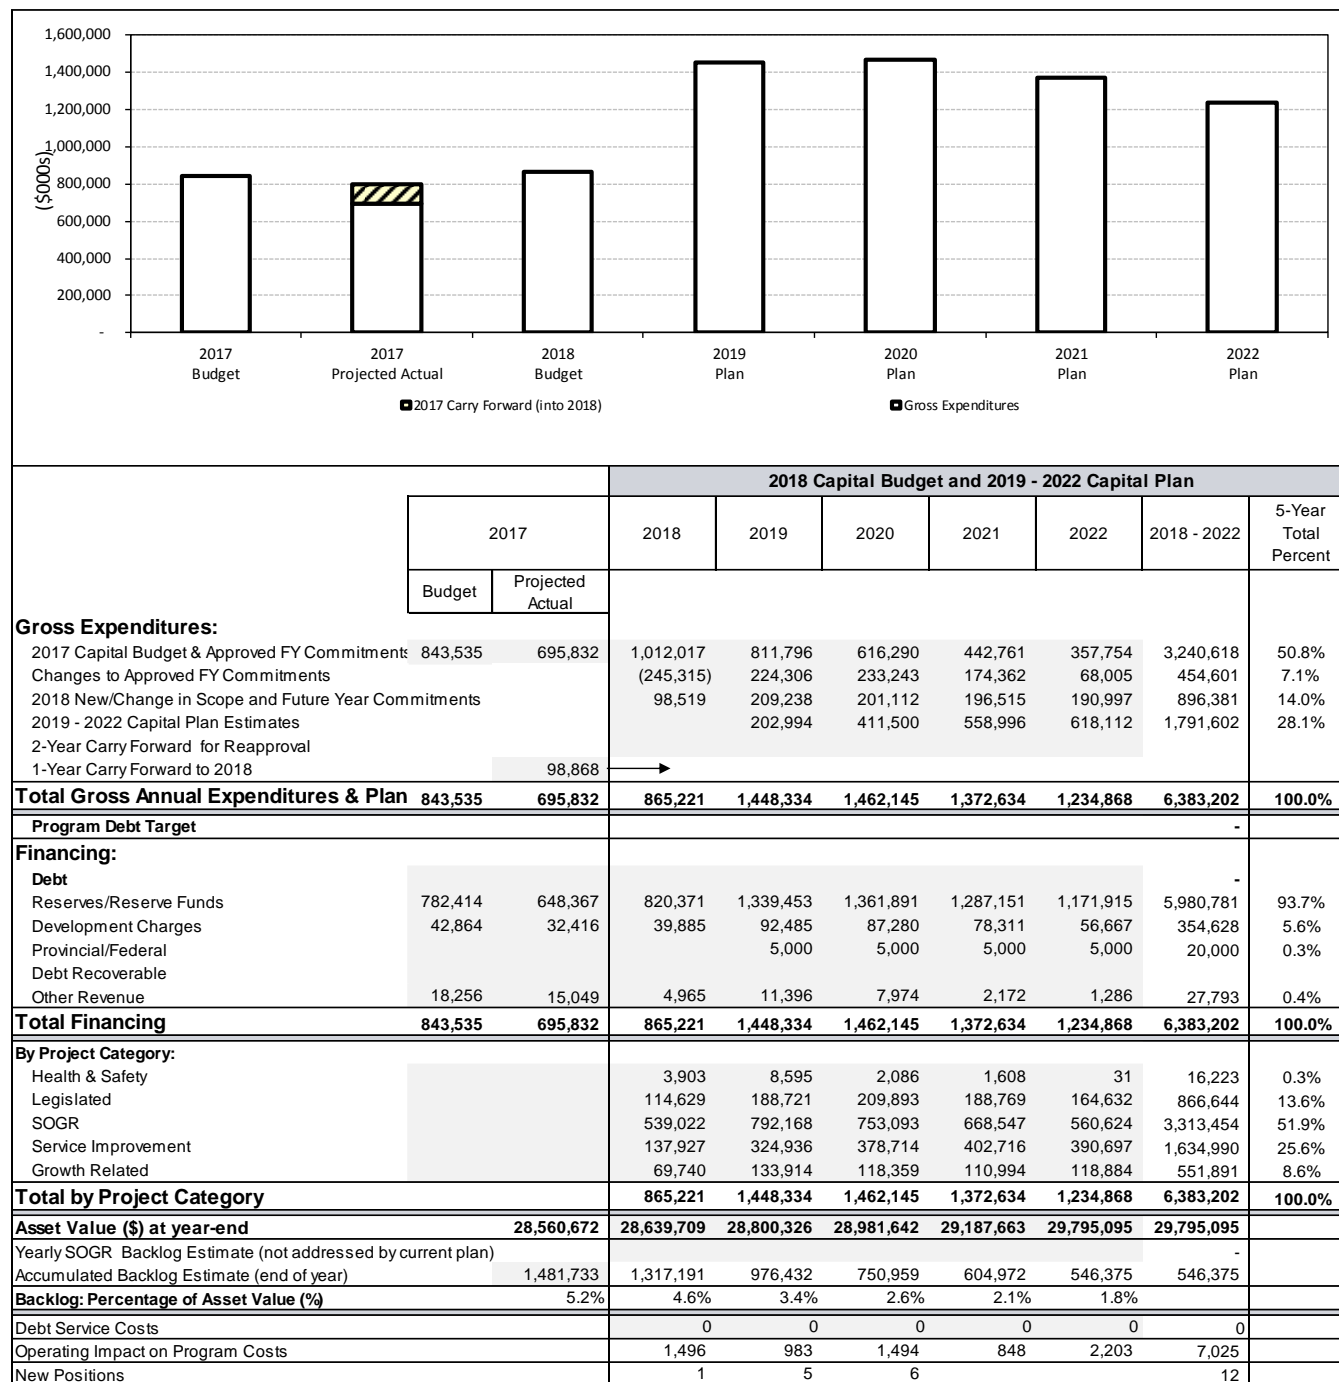 1,600,000
1,400,000
1,200,000
1,000,000
800,000
600,000
400,000
200,000
-
($000s)
2017 2017 2018 2019 2020 2021 2022
Budget Projected Actual Budget Plan Plan Plan Plan
2017 Carry Forward (into 2018) Gross Expenditures
2018 Capital Budget and 2019 - 2022 Capital Plan
2017 2018 2019 2020 2021 2022 2018 - 2022 5-Year Total Percent
Budget Projected Actual
Gross Expenditures:
2017 Capital Budget & Approved FY Commitments 843,535 695,832 1,012,017 811,796 616,290 442,761 357,754 3,240,618 50.8%
Changes to Approved FY Commitments (245,315) 224,306 233,243 174,362 68,005 454,601 7.1%
2018 New/Change in Scope and Future Year Commitments 98,519 209,238 201,112 196,515 190,997 896,381 14.0%
2019 - 2022 Capital Plan Estimates 202,994 411,500 558,996 618,112 1,791,602 28.1%
2-Year Carry Forward for Reapproval
1-Year Carry Forward to 2018 98,868
Total Gross Annual Expenditures & Plan 843,535 695,832 865,221 1,448,334 1,462,145 1,372,634 1,234,868 6,383,202 100.0%
Program Debt Target -
Financing:
Debt -
Reserves/Reserve Funds 782,414 648,367 820,371 1,339,453 1,361,891 1,287,151 1,171,915 5,980,781 93.7%
Development Charges 42,864 32,416 39,885 92,485 87,280 78,311 56,667 354,628 5.6%
Provincial/Federal 5,000 5,000 5,000 5,000 20,000 0.3%
Debt Recoverable
Other Revenue 18,256 15,049 4,965 11,396 7,974 2,172 1,286 27,793 0.4%
Total Financing 843,535 695,832 865,221 1,448,334 1,462,145 1,372,634 1,234,868 6,383,202 100.0%
By Project Category:
Health & Safety 3,903 8,595 2,086 1,608 31 16,223 0.3%
Legislated 114,629 188,721 209,893 188,769 164,632 866,644 13.6%
SOGR 539,022 792,168 753,093 668,547 560,624 3,313,454 51.9%
Service Improvement 137,927 324,936 378,714 402,716 390,697 1,634,990 25.6%
Growth Related 69,740 133,914 118,359 110,994 118,884 551,891 8.6%
Total by Project Category 865,221 1,448,334 1,462,145 1,372,634 1,234,868 6,383,202 100.0%
Asset Value ($) at year-end 28,560,672 28,639,709 28,800,326 28,981,642 29,187,663 29,795,095 29,795,095
Yearly SOGR Backlog Estimate (not addressed by current plan) -
Accumulated Backlog Estimate (end of year) 1,481,733 1,317,191 976,432 750,959 604,972 546,375 546,375
Backlog: Percentage of Asset Value (%) 5.2% 4.6% 3.4% 2.6% 2.1% 1.8%
Debt Service Costs 0 0 0 0 0 0
Operating Impact on Program Costs 1,496 983 1,494 848 2,203 7,025
New Positions 1 5 6 12